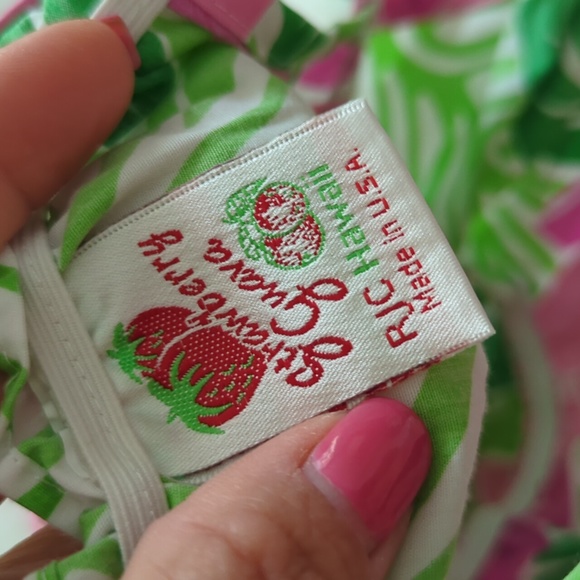 Strawberry
& Guava
RJC Hawaii
Made in U.S.A.